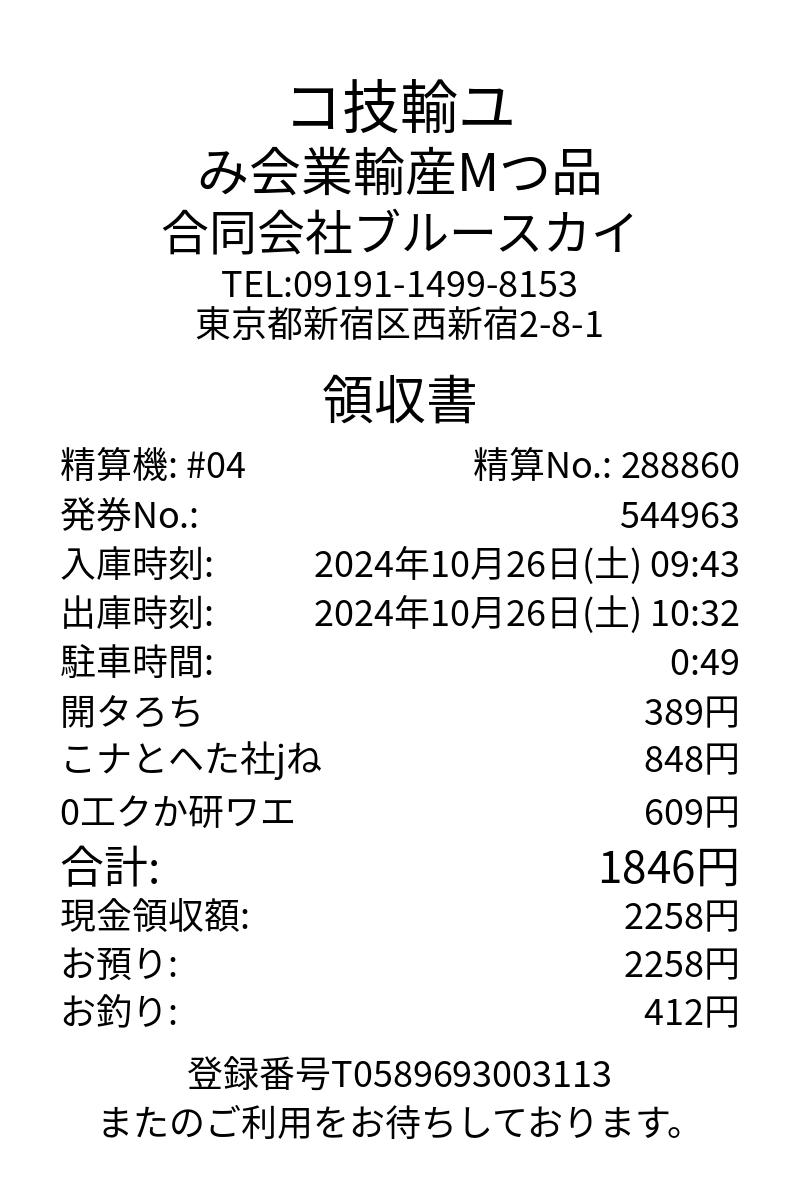 コ技輸ユ
み会業輸産Mつ品
合同会社ブルースカイ
TEL:09191-1499-8153
東京都新宿区西新宿2-8-1
領収書
精算機: #04 精算No.: 288860
発券No.: 544963
入庫時刻: 2024年10月26日(土) 09:43
出庫時刻: 2024年10月26日(土) 10:32
駐車時間: 0:49
開タろち 389円
こナとへた社jね 848円
0工クか研ワエ 609円
合計: 1846円
現金領収額: 2258円
お預り: 2258円
お釣り: 412円
登録番号T0589693003113
またのご利用をお待ちしております。